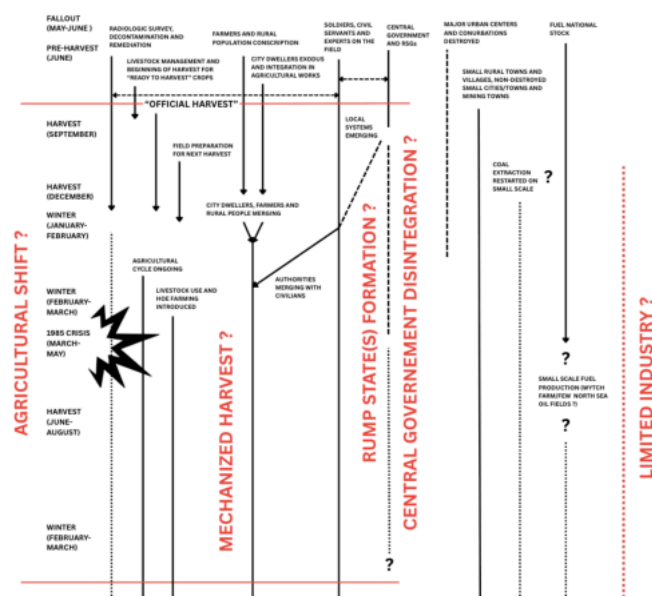 FALLOUT
(MAY-JUNE )
PRE-HARVEST
(JUNE)
RADIOLOGIC SURVEY,
DECONTAMINATION AND
REMEDIATION
LIVESTOCK MANAGEMENT AND
BEGINNING OF HARVEST FOR
"READY TO HARVEST" CROPS
FARMERS AND RURAL
POPULATION CONSCRIPTION
CITY DWELLERS EXODUS
AND INTEGRATION IN
AGRICULTURAL WORKS
SOLDIERS, CIVIL
SERVANTS AND
EXPERTS ON THE
FIELD
CENTRAL
GOVERNMENT
AND RSGs
MAJOR URBAN CENTERS
AND CONURBATIONS
DESTROYED
FUEL NATIONAL
STOCK
SMALL RURAL TOWNS AND
VILLAGES, NON-DESTROYED
SMALL CITIES/TOWNS AND
MINING TOWNS
"OFFICIAL HARVEST"
HARVEST
(SEPTEMBER)
LOCAL
SYSTEMS
EMERGING
FIELD PREPARATION
FOR NEXT HARVEST
COAL
EXTRACTION
RESTARTED ON
SMALL SCALE
?
HARVEST
(DECEMBER)
WINTER
(JANUARY-
FEBRUARY)
CITY DWELLERS, FARMERS AND
RURAL PEOPLE MERGING
AGRICULTURAL
CYCLE ONGOING
AUTHORITIES
MERGING WITH
CIVILIANS
WINTER
(FEBRUARY-
MARCH)
LIVESTOCK USE AND
HOE FARMING
INTRODUCED
1985 CRISIS
(MARCH-
MAY)
?
SMALL SCALE FUEL
PRODUCTION (WYTCH
FARM/FEW NORTH SEA
OIL FIELDS ?)
?
HARVEST
(JUNE-
AUGUST)
WINTER
(FEBRUARY-
MARCH)
?
AGRICULTURAL SHIFT ?
MECHANIZED HARVEST ?
RUMP STATE(S) FORMATION ?
CENTRAL GOVERNEMENT DISINTEGRATION ?
LIMITED INDUSTRY ?